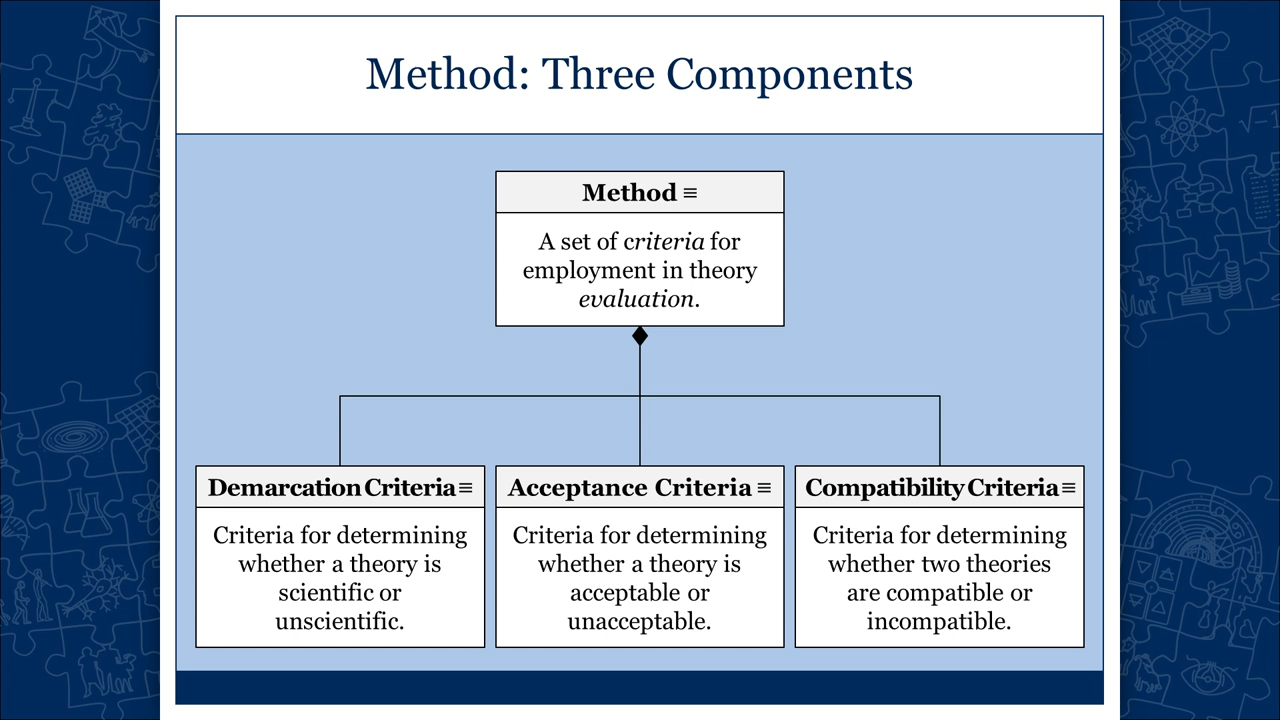 Method: Three Components
Method ≡
A set of criteria for
employment in theory
evaluation.
Demarcation Criteria ≡
Criteria for determining
whether a theory is
scientific or
unscientific.
Acceptance Criteria ≡
Criteria for determining
whether a theory is
acceptable or
unacceptable.
Compatibility Criteria ≡
Criteria for determining
whether two theories
are compatible or
incompatible.
√-1